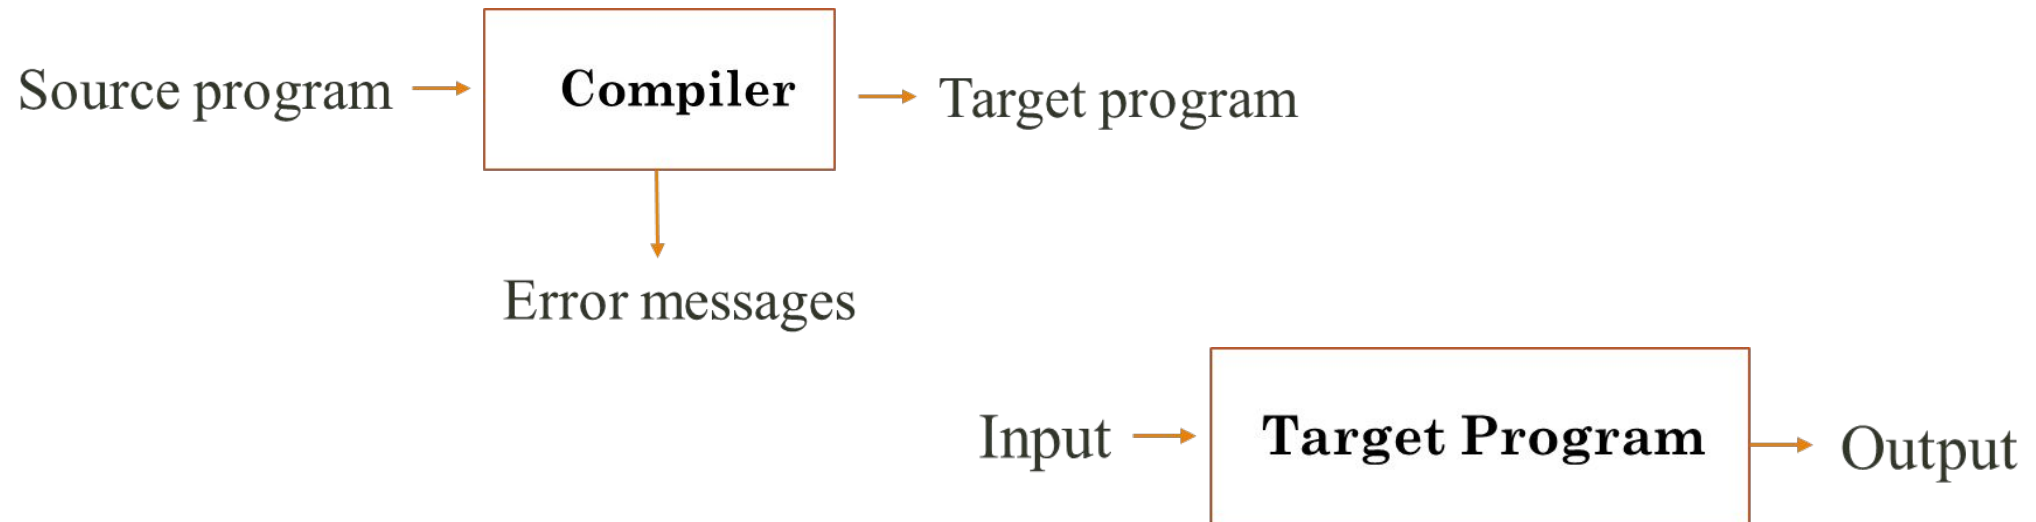 Source program
Compiler
Target program
Error messages
Input
Target Program
Output